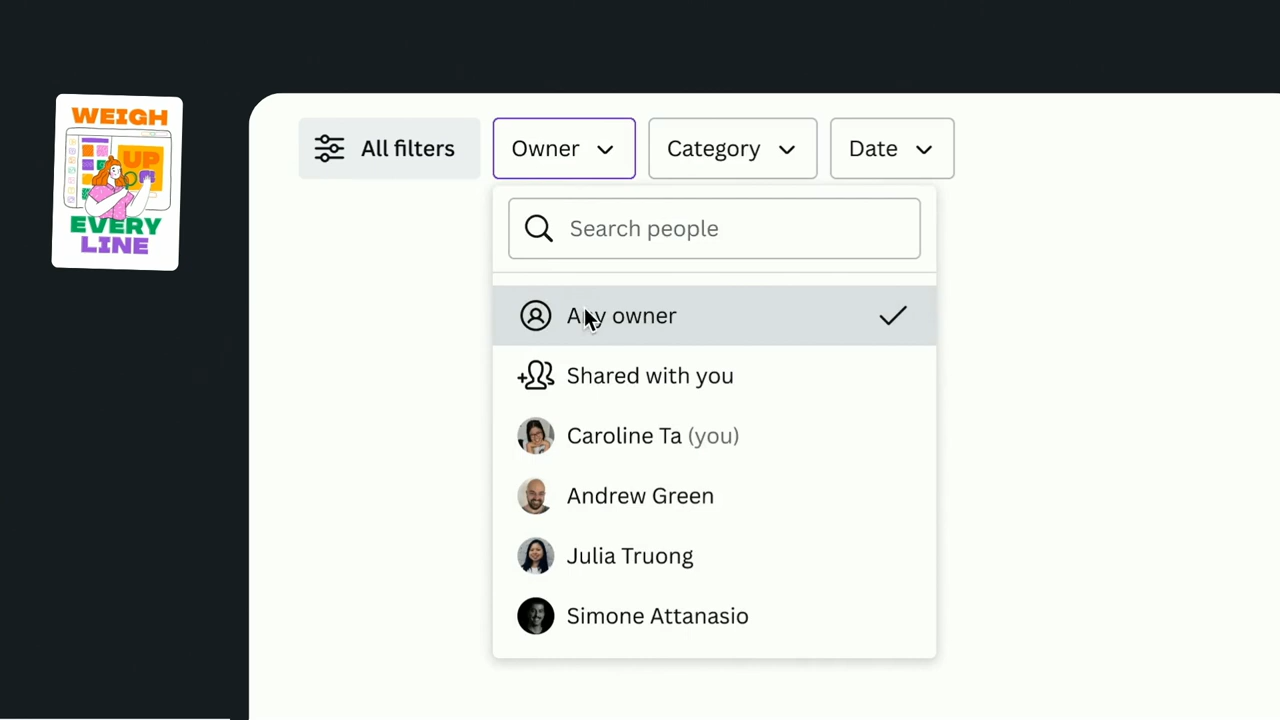 WEIGH
UP
EVERY
LINE
All filters
Owner
Category
Date
Search people
Any owner
Shared with you
Caroline Ta (you)
Andrew Green
Julia Truong
Simone Attanasio